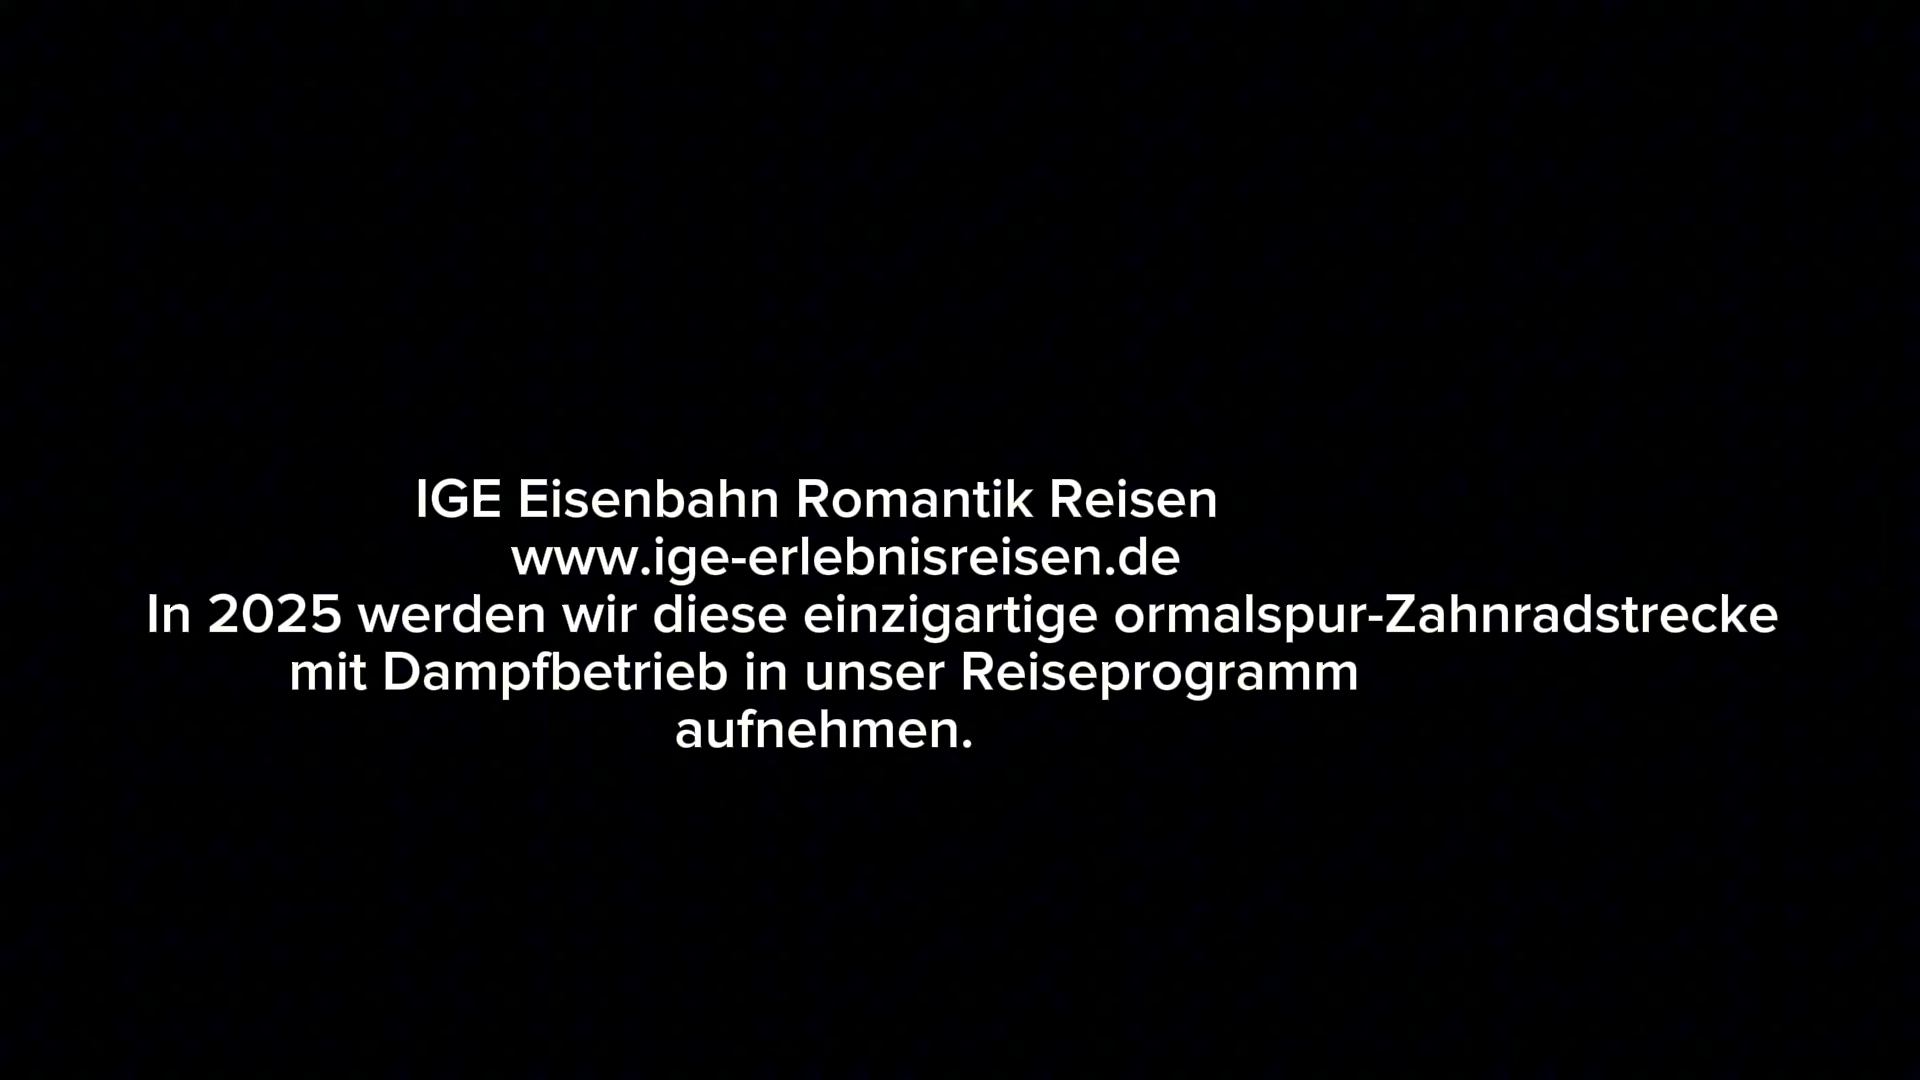 IGE Eisenbahn Romantik Reisen
www.ige-erlebnisreisen.de
In 2025 werden wir diese einzigartige ormalspur-Zahnradstrecke
mit Dampfbetrieb in unser Reiseprogramm
aufnehmen.